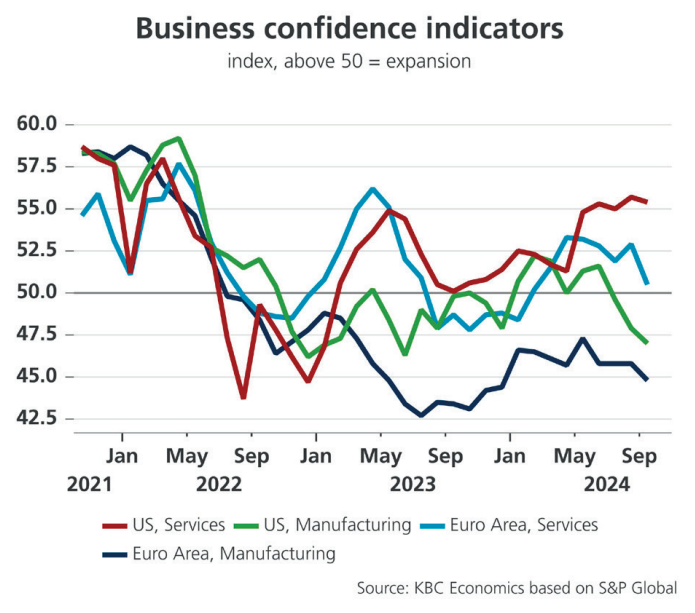 Business confidence indicators
index, above 50 = expansion
60.0
57.5
55.0
52.5
50.0
47.5
45.0
42.5
Jan May Sep Jan May Sep Jan May Sep
2021 2022 2023 2024
US, Services US, Manufacturing Euro Area, Services
Euro Area, Manufacturing
Source: KBC Economics based on S&P Global